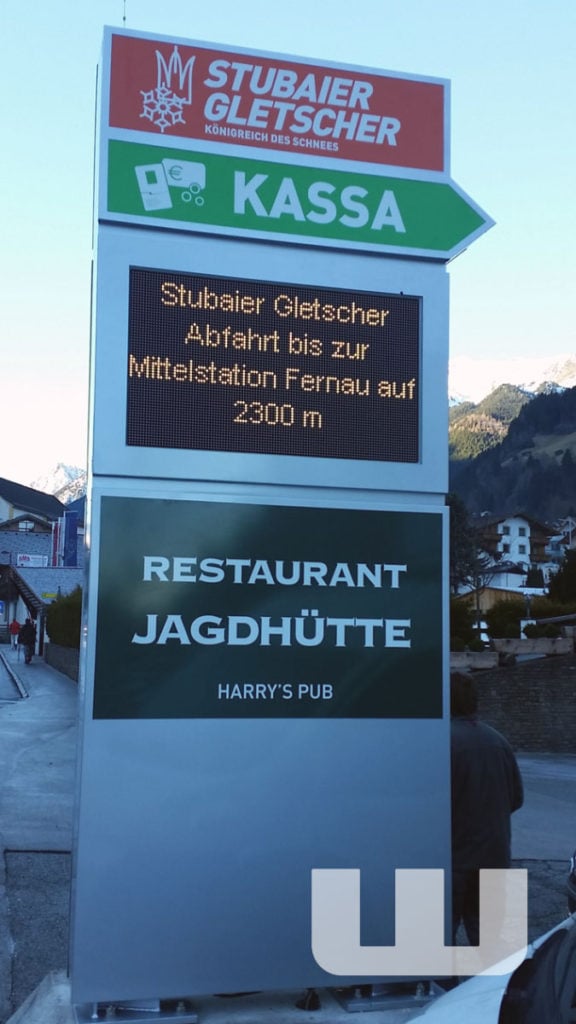 STUBAIER
GLETSCHER
KÖNIGREICH DES SCHNEES
€
KASSA
Stubaier Gletscher
Abfahrt bis zur
Mittelstation Fernau auf
2300 m
RESTAURANT
JAGDHÜTTE
HARRY'S PUB
W